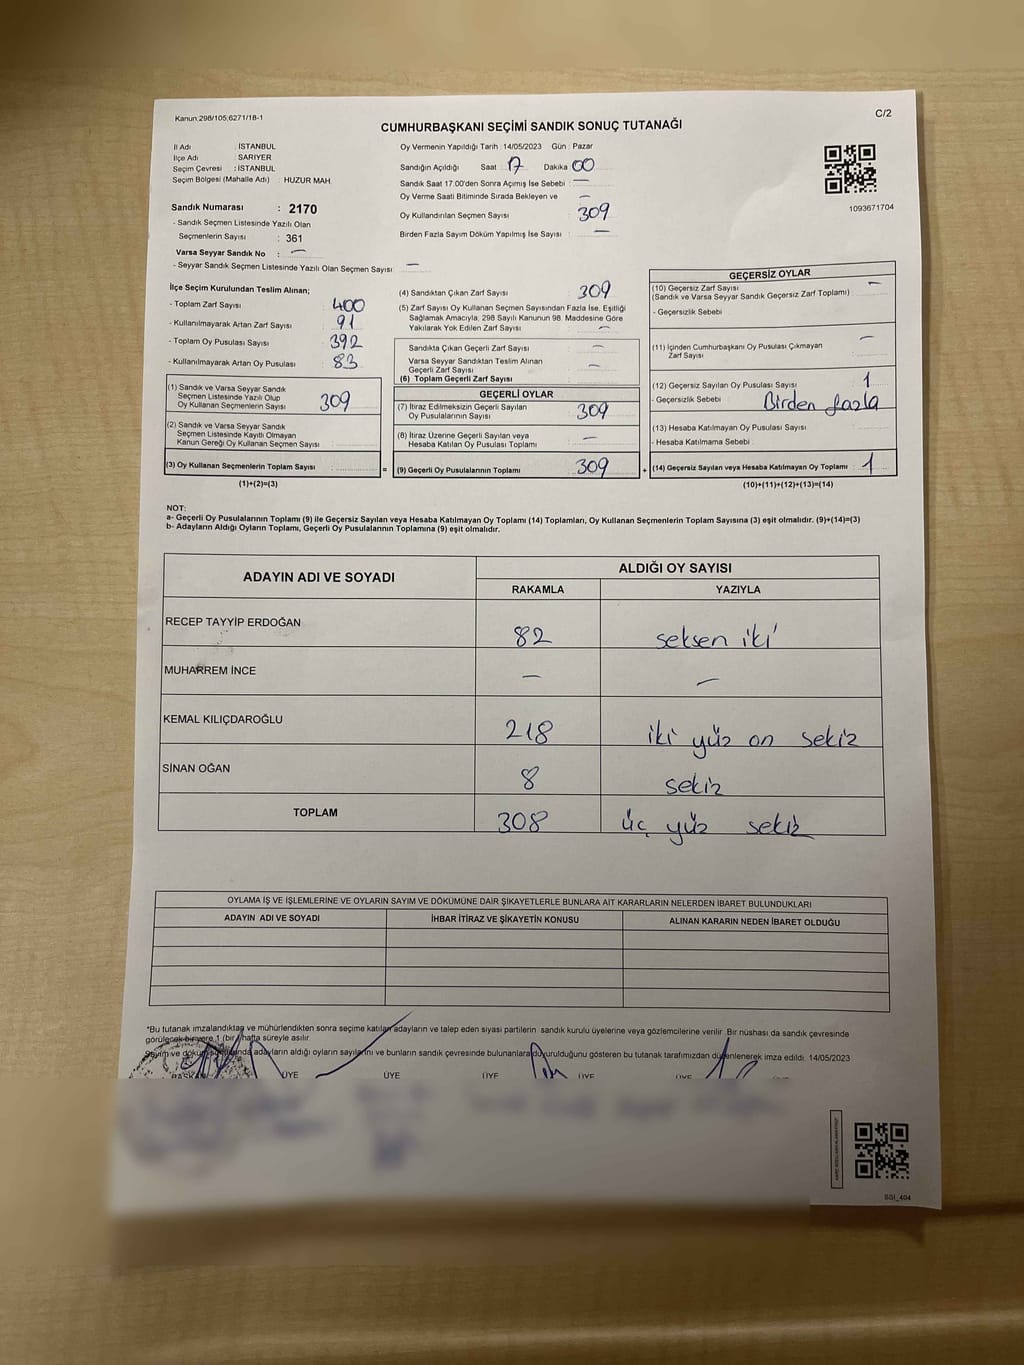 Kanun;298/105;6271/18-1
C/2
CUMHURBAŞKANI SEÇİMİ SANDIK SONUÇ TUTANAĞI
İl Adı : İSTANBUL
İlçe Adı : SARIYER
Seçim Çevresi : İSTANBUL
Seçim Bölgesi (Mahalle Adı) : HUZUR MAH.
Sandık Numarası : 2170
- Sandık Seçmen Listesinde Yazılı Olan
Seçmenlerin Sayısı : 361
Varsa Seyyar Sandık No : —
- Seyyar Sandık Seçmen Listesinde Yazılı Olan Seçmen Sayısı —
Oy Vermenin Yapıldığı Tarih : 14/05/2023 Gün : Pazar
Sandığın Açıldığı Saat 17 Dakika 00
Sandık Saat 17:00'den Sonra Açımış İse Sebebi : —
Oy Verme Saati Bitiminde Sırada Bekleyen ve —
Oy Kullandırılan Seçmen Sayısı : 309
Birden Fazla Sayım Döküm Yapılmış İse Sayısı : —
1093671704
İlçe Seçim Kurulundan Teslim Alınan;
- Toplam Zarf Sayısı : 400
- Kullanılmayarak Artan Zarf Sayısı : 91
- Toplam Oy Pusulası Sayısı : 392
- Kullanılmayarak Artan Oy Pusulası : 83
(1) Sandık ve Varsa Seyyar Sandık
Seçmen Listesinde Yazılı Olup
Oy Kullanan Seçmenlerin Sayısı 309
(2) Sandık ve Varsa Seyyar Sandık
Seçmen Listesinde Kayıtlı Olmayan
Kanun Gereği Oy Kullanan Seçmen Sayısı :
(3) Oy Kullanan Seçmenlerin Toplam Sayısı : =
(1)+(2)=(3)
(4) Sandıktan Çıkan Zarf Sayısı : 309
(5) Zarf Sayısı Oy Kullanan Seçmen Sayısından Fazla İse, Eşitliği
Sağlamak Amacıyla, 298 Sayılı Kanunun 98. Maddesine Göre
Yakılarak Yok Edilen Zarf Sayısı : —
Sandıkta Çıkan Geçerli Zarf Sayısı : —
Varsa Seyyar Sandıktan Teslim Alınan
Geçerli Zarf Sayısı : —
(6) Toplam Geçerli Zarf Sayısı :
GEÇERLİ OYLAR
(7) İtiraz Edilmeksizin Geçerli Sayılan
Oy Pusulalarının Sayısı : 309
(8) İtiraz Üzerine Geçerli Sayılan veya
Hesaba Katılan Oy Pusulası Toplamı : —
(9) Geçerli Oy Pusulalarının Toplamı 309 +
GEÇERSİZ OYLAR
(10) Geçersiz Zarf Sayısı —
(Sandık ve Varsa Seyyar Sandık Geçersiz Zarf Toplamı) :
- Geçersizlik Sebebi
(11) İçinden Cumhurbaşkanı Oy Pusulası Çıkmayan —
Zarf Sayısı :
(12) Geçersiz Sayılan Oy Pusulası Sayısı : 1
- Geçersizlik Sebebi : Birden fazla
(13) Hesaba Katılmayan Oy Pusulası Sayısı :
- Hesaba Katılmama Sebebi :
(14) Geçersiz Sayılan veya Hesaba Katılmayan Oy Toplamı : 1
(10)+(11)+(12)+(13)=(14)
NOT:
a- Geçerli Oy Pusulalarının Toplamı (9) ile Geçersiz Sayılan veya Hesaba Katılmayan Oy Toplamı (14) Toplamları, Oy Kullanan Seçmenlerin Toplam Sayısına (3) eşit olmalıdır. (9)+(14)=(3)
b- Adayların Aldığı Oyların Toplamı, Geçerli Oy Pusulalarının Toplamına (9) eşit olmalıdır.
ADAYIN ADI VE SOYADI
ALDIĞI OY SAYISI
RAKAMLA YAZIYLA
RECEP TAYYİP ERDOĞAN 82 seksen iki
MUHARREM İNCE — —
KEMAL KILIÇDAROĞLU 218 iki yüz on sekiz
SİNAN OĞAN 8 sekiz
TOPLAM 308 üç yüz sekiz
OYLAMA İŞ VE İŞLEMLERİNE VE OYLARIN SAYIM VE DÖKÜMÜNE DAİR ŞİKAYETLERLE BUNLARA AİT KARARLARIN NELERDEN İBARET BULUNDUKLARI
ADAYIN ADI VE SOYADI İHBAR İTİRAZ VE ŞİKAYETİN KONUSU ALINAN KARARIN NEDEN İBARET OLDUĞU
*Bu tutanak imzalandıktan ve mühürlendikten sonra seçime katılan adayların ve talep eden siyasi partilerin sandık kurulu üyelerine veya gözlemcilerine verilir. Bir nüshası da sandık çevresinde
görülecek bir yere 1 (bir) hafta süreyle asılır.
Sayım ve döküm sonunda adayların aldığı oyların sayılarını ve bunların sandık çevresinde bulunanlara duyurulduğunu gösteren bu tutanak tarafımızdan düzenlenerek imza edildi. 14/05/2023
BAŞKAN ÜYE ÜYE ÜYE ÜYE ÜYE ÜYE
SSI_404